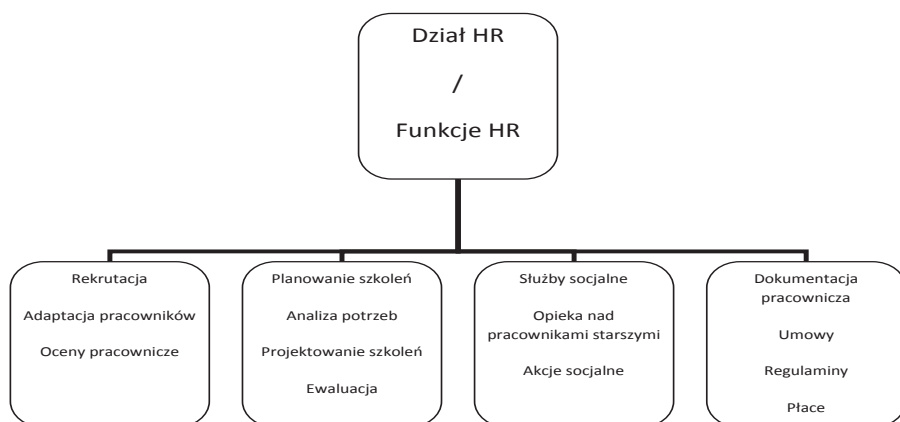 Dział HR
/
Funkcje HR
Rekrutacja
Adaptacja pracowników
Oceny pracownicze
Planowanie szkoleń
Analiza potrzeb
Projektowanie szkoleń
Ewaluacja
Służby socjalne
Opieka nad
pracownikami starszymi
Akcje socjalne
Dokumentacja
pracownicza
Umowy
Regulaminy
Płace